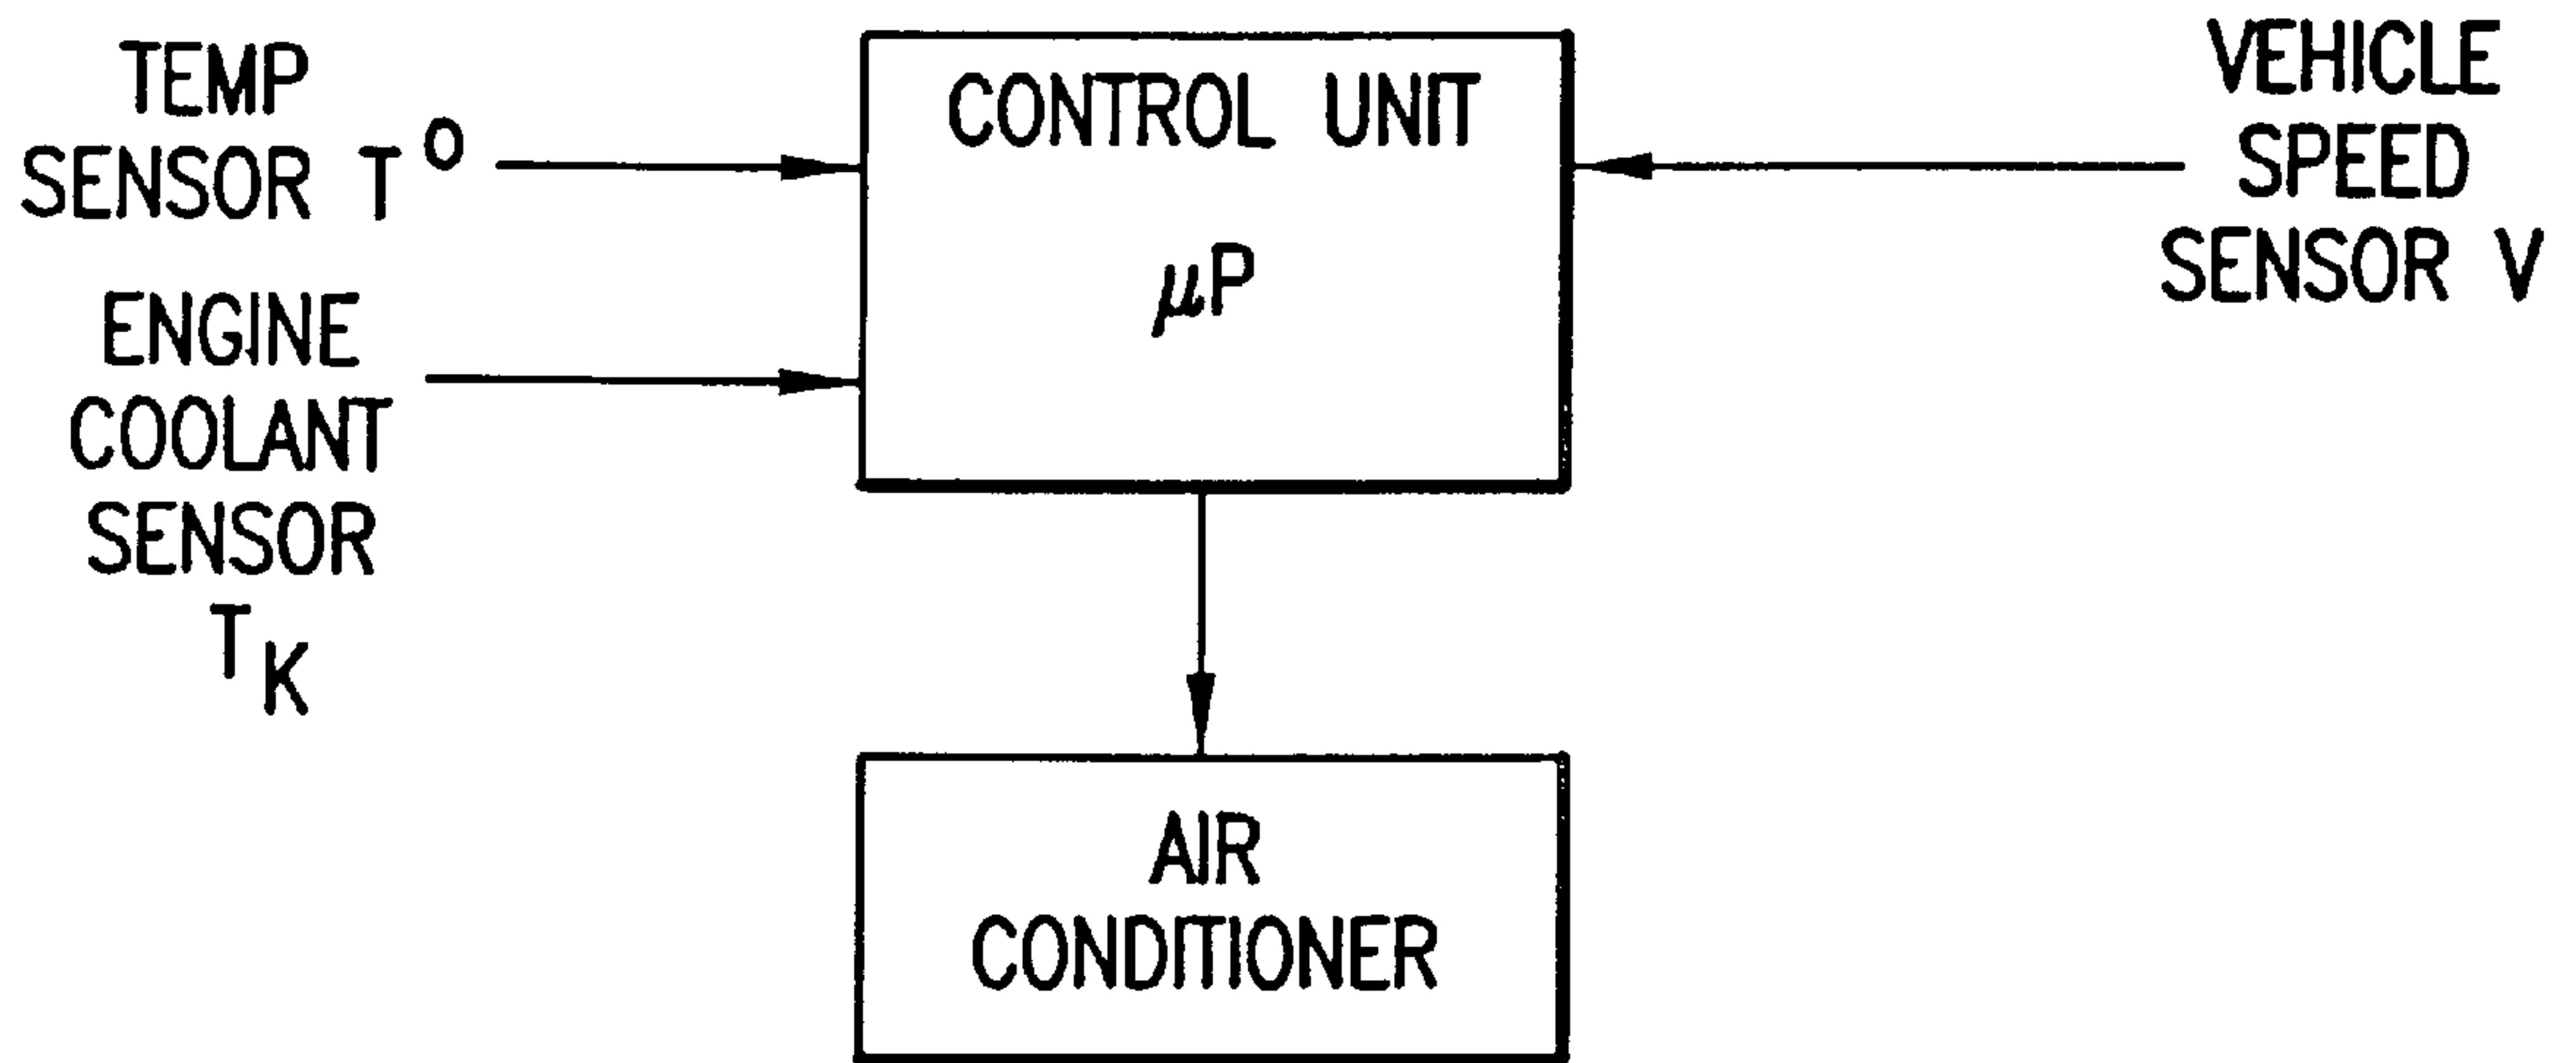 TEMP
SENSOR T°
ENGINE
COOLANT
SENSOR
T_K
CONTROL UNIT
μP
VEHICLE
SPEED
SENSOR V
AIR
CONDITIONER